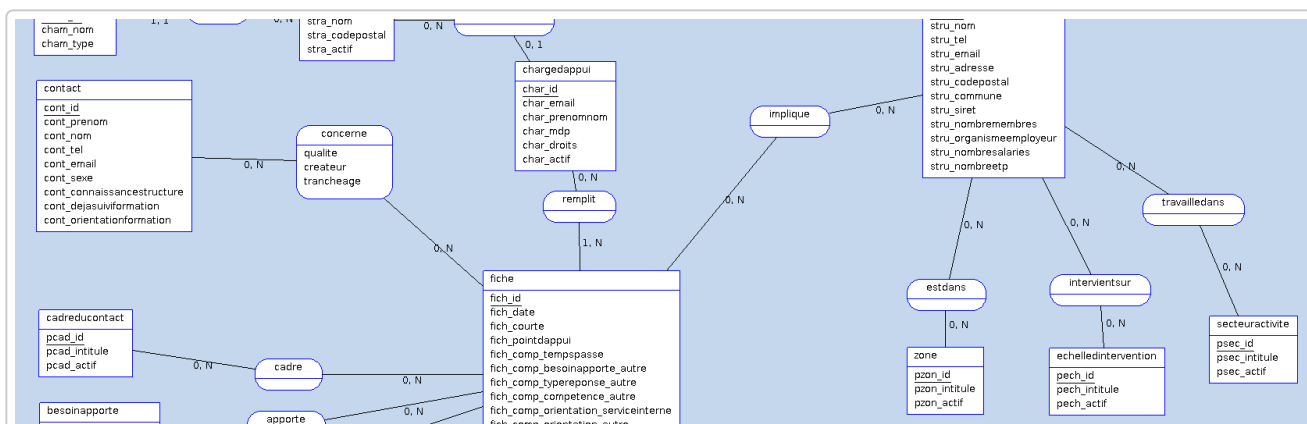 cham_nom
cham_type
1, 1
0, N
stra_nom
stra_codepostal
stra_actif
0, N
0, 1
contact
cont_id
cont_prenom
cont_nom
cont_tel
cont_email
cont_sexe
cont_connaissancestructure
cont_dejasuiviformation
cont_orientationformation
0, N
concerne
qualite
createur
trancheage
0, N
chargedappui
char_id
char_email
char_prenomnom
char_mdp
char_droits
char_actif
0, N
remplit
1, N
implique
0, N
0, N
stru_nom
stru_tel
stru_email
stru_adresse
stru_codepostal
stru_commune
stru_siret
stru_nombremembres
stru_organismeemployeur
stru_nombresalaries
stru_nombreetp
0, N
travailledans
0, N
0, N
0, N
estdans
0, N
intervientsur
0, N
zone
pzon_id
pzon_intitule
pzon_actif
echelledintervention
pech_id
pech_intitule
pech_actif
secteuractivite
psec_id
psec_intitule
psec_actif
fiche
fich_id
fich_date
fich_courte
fich_pointdappui
fich_comp_tempspasse
fich_comp_besoinapporte_autre
fich_comp_typereponse_autre
fich_comp_competence_autre
fich_comp_orientation_serviceinterne
fich_comp_orientation_autre
cadreducontact
pcad_id
pcad_intitule
pcad_actif
0, N
cadre
0, N
besoinapporte
apporte
0, N